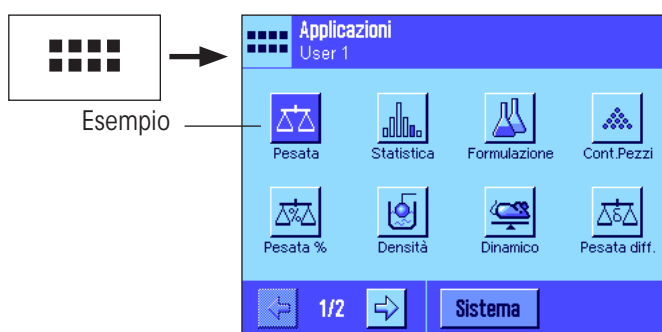 Applicazioni
User 1
Esempio
Pesata
Statistica
Formulazione
Cont.Pezzi
Pesata %
Densità
Dinamico
Pesata diff.
1/2
Sistema